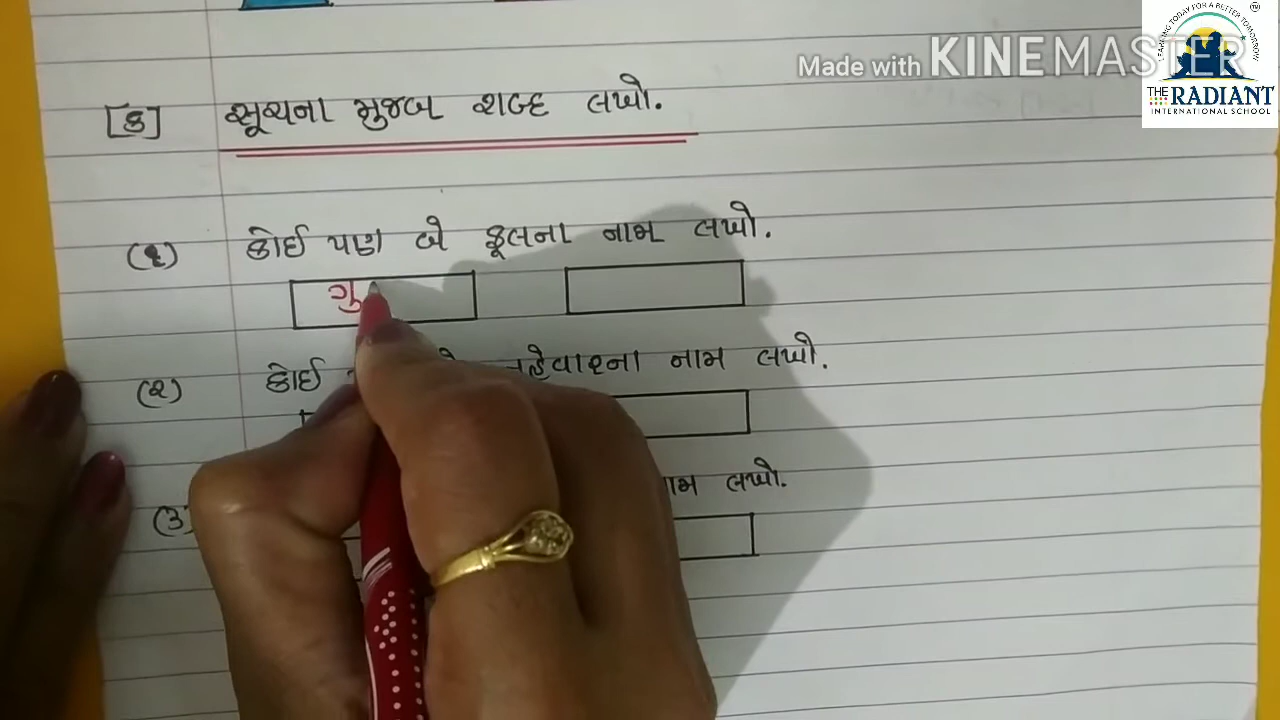 Made with KINEMASTER
THE RADIANT
INTERNATIONAL SCHOOL
[ક] સૂચના મુજબ શબ્દ લખો.
(૧) કોઈ પણ બે ફૂલના નામ લખો.
ગુ
(૨) કોઈ તહેવારના નામ લખો.
(૩) નામ લખો.